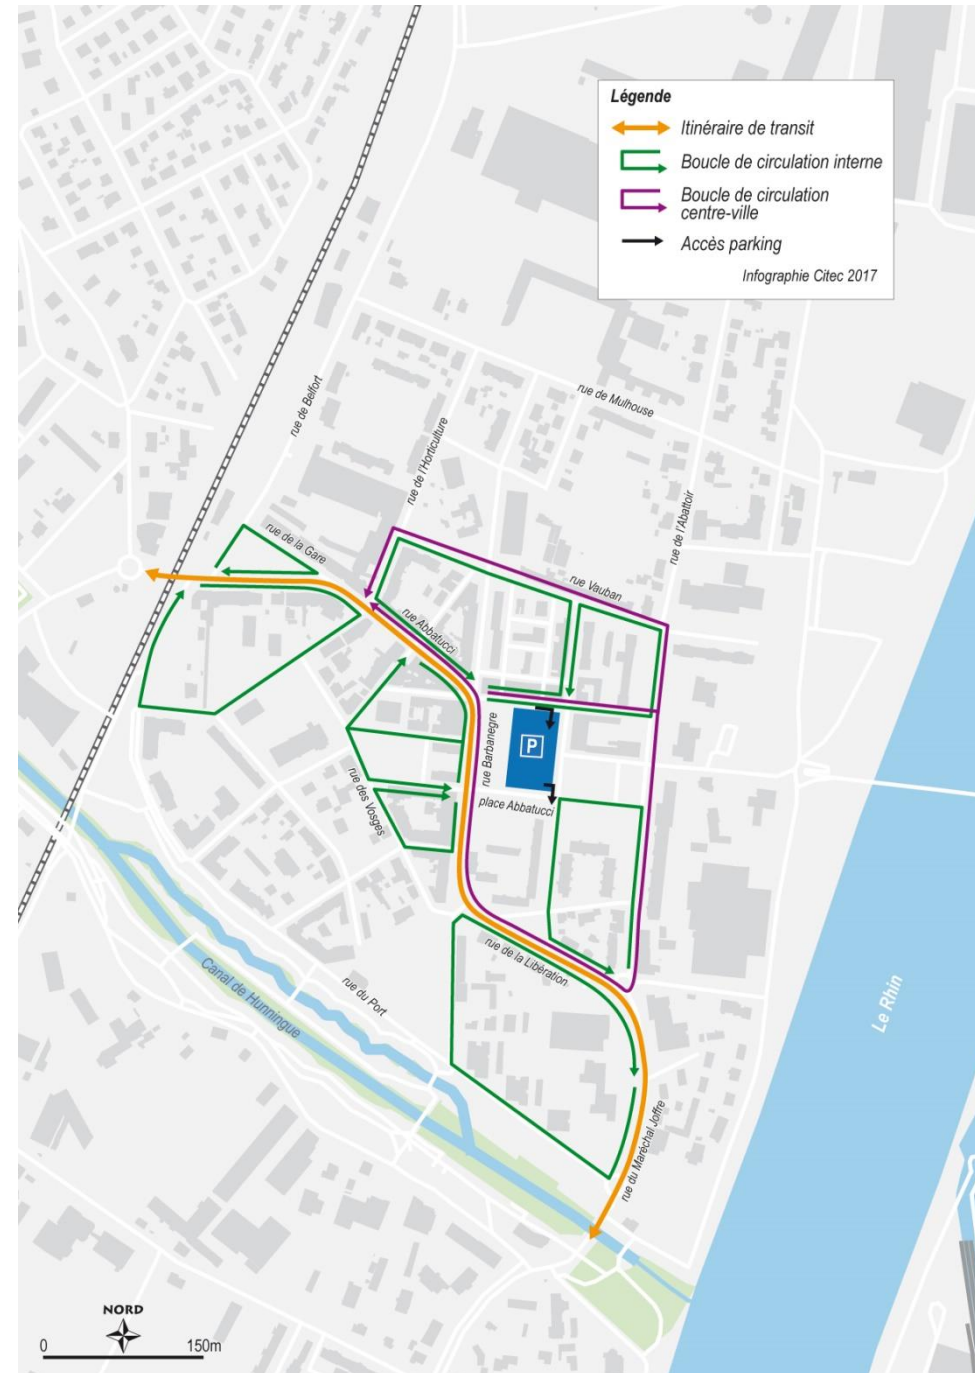 Légende
Itinéraire de transit
Boucle de circulation interne
Boucle de circulation
centre-ville
Accès parking
Infographie Citec 2017
rue de Belfort
rue de Mulhouse
rue de l'Horticulture
rue de l'Abattoir
rue de la Gare
rue Vauban
rue Abbatucci
rue Barbanegre
P
place Abbatucci
rue des Vosges
rue de la Libération
rue du Port
Canal de Hunningue
Le Rhin
rue du Maréchal Joffre
NORD
0 150m